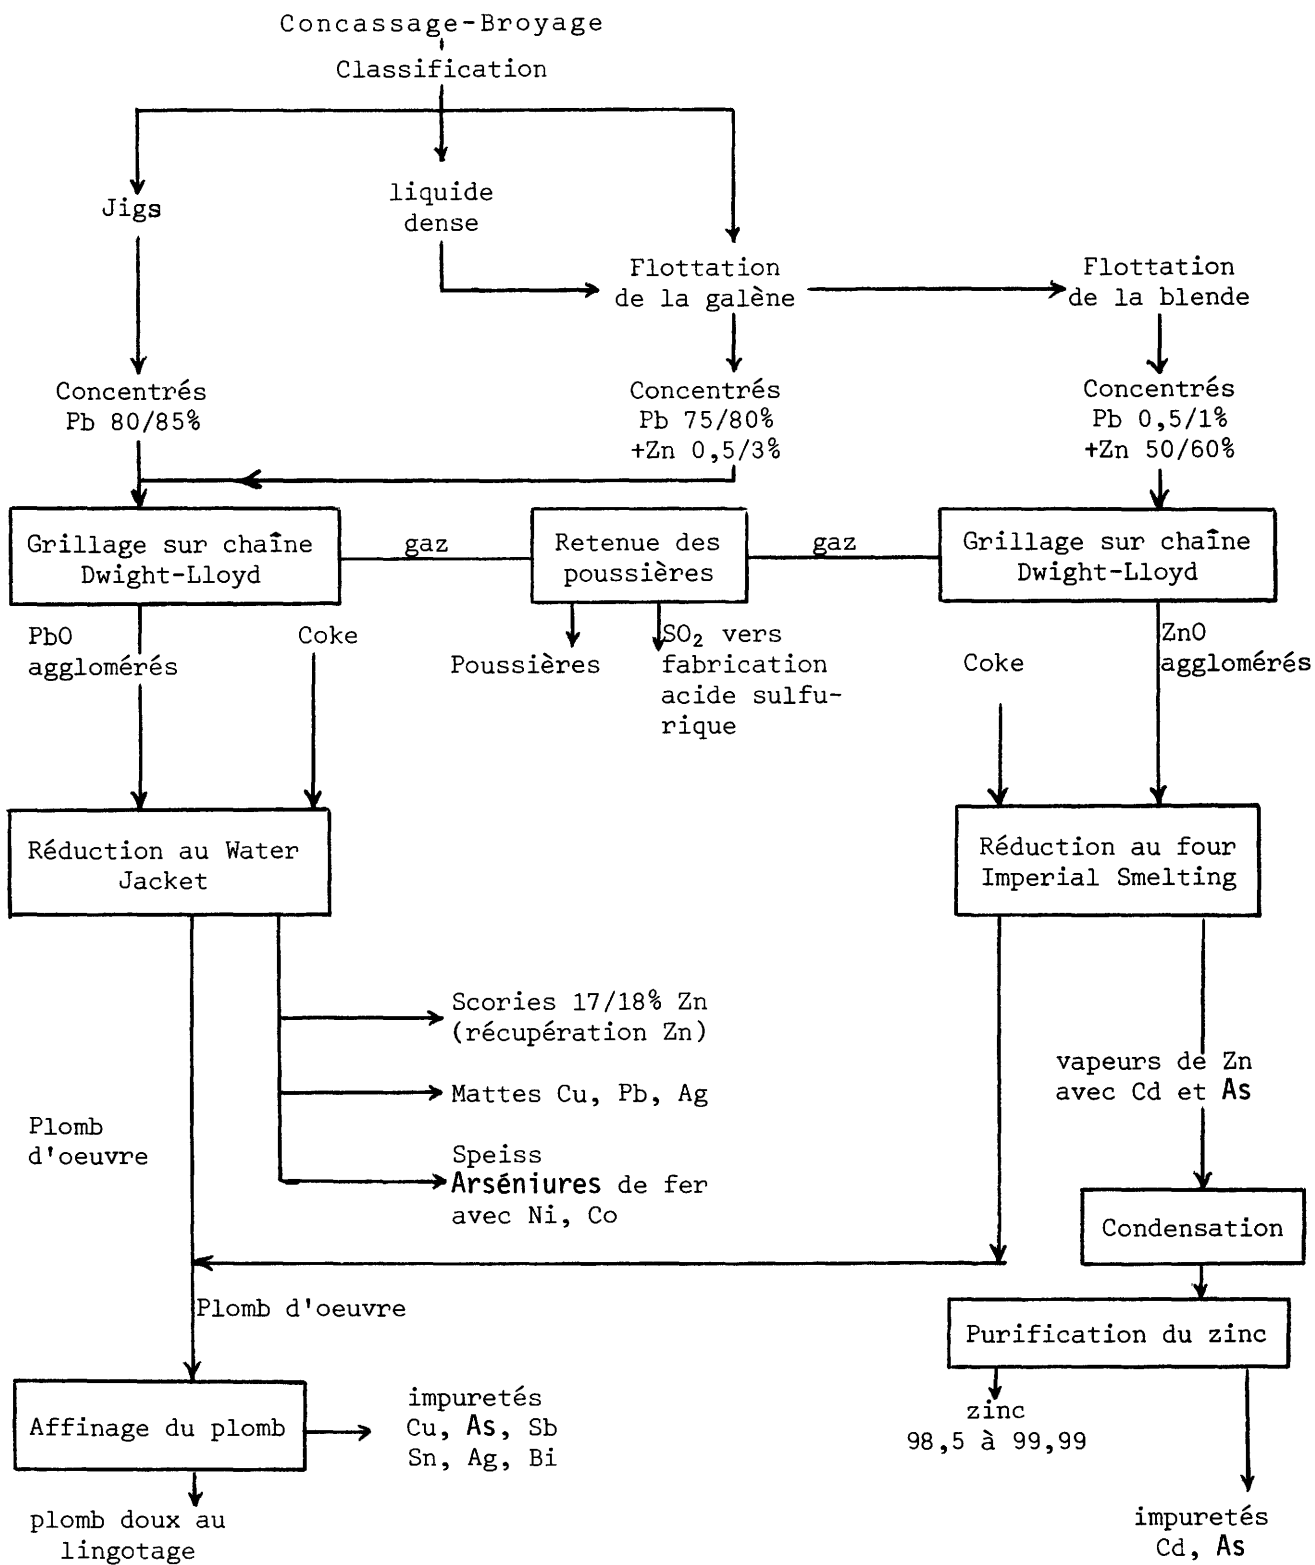 Concassage-Broyage
Classification
Jigs
liquide
dense
Flottation
de la galène
Flottation
de la blende
Concentrés
Pb 80/85%
Concentrés
Pb 75/80%
+Zn 0,5/3%
Concentrés
Pb 0,5/1%
+Zn 50/60%
Grillage sur chaîne
Dwight-Lloyd
gaz
Retenue des
poussières
gaz
Grillage sur chaîne
Dwight-Lloyd
PbO
agglomérés
Coke
Poussières
SO₂ vers
fabrication
acide sulfu-
rique
Coke
ZnO
agglomérés
Réduction au Water
Jacket
Réduction au four
Imperial Smelting
Scories 17/18% Zn
(récupération Zn)
Mattes Cu, Pb, Ag
Speiss
Arséniures de fer
avec Ni, Co
Plomb
d'oeuvre
vapeurs de Zn
avec Cd et As
Condensation
Plomb d'oeuvre
Purification du zinc
Affinage du plomb
impuretés
Cu, As, Sb
Sn, Ag, Bi
zinc
98,5 à 99,99
plomb doux au
lingotage
impuretés
Cd, As